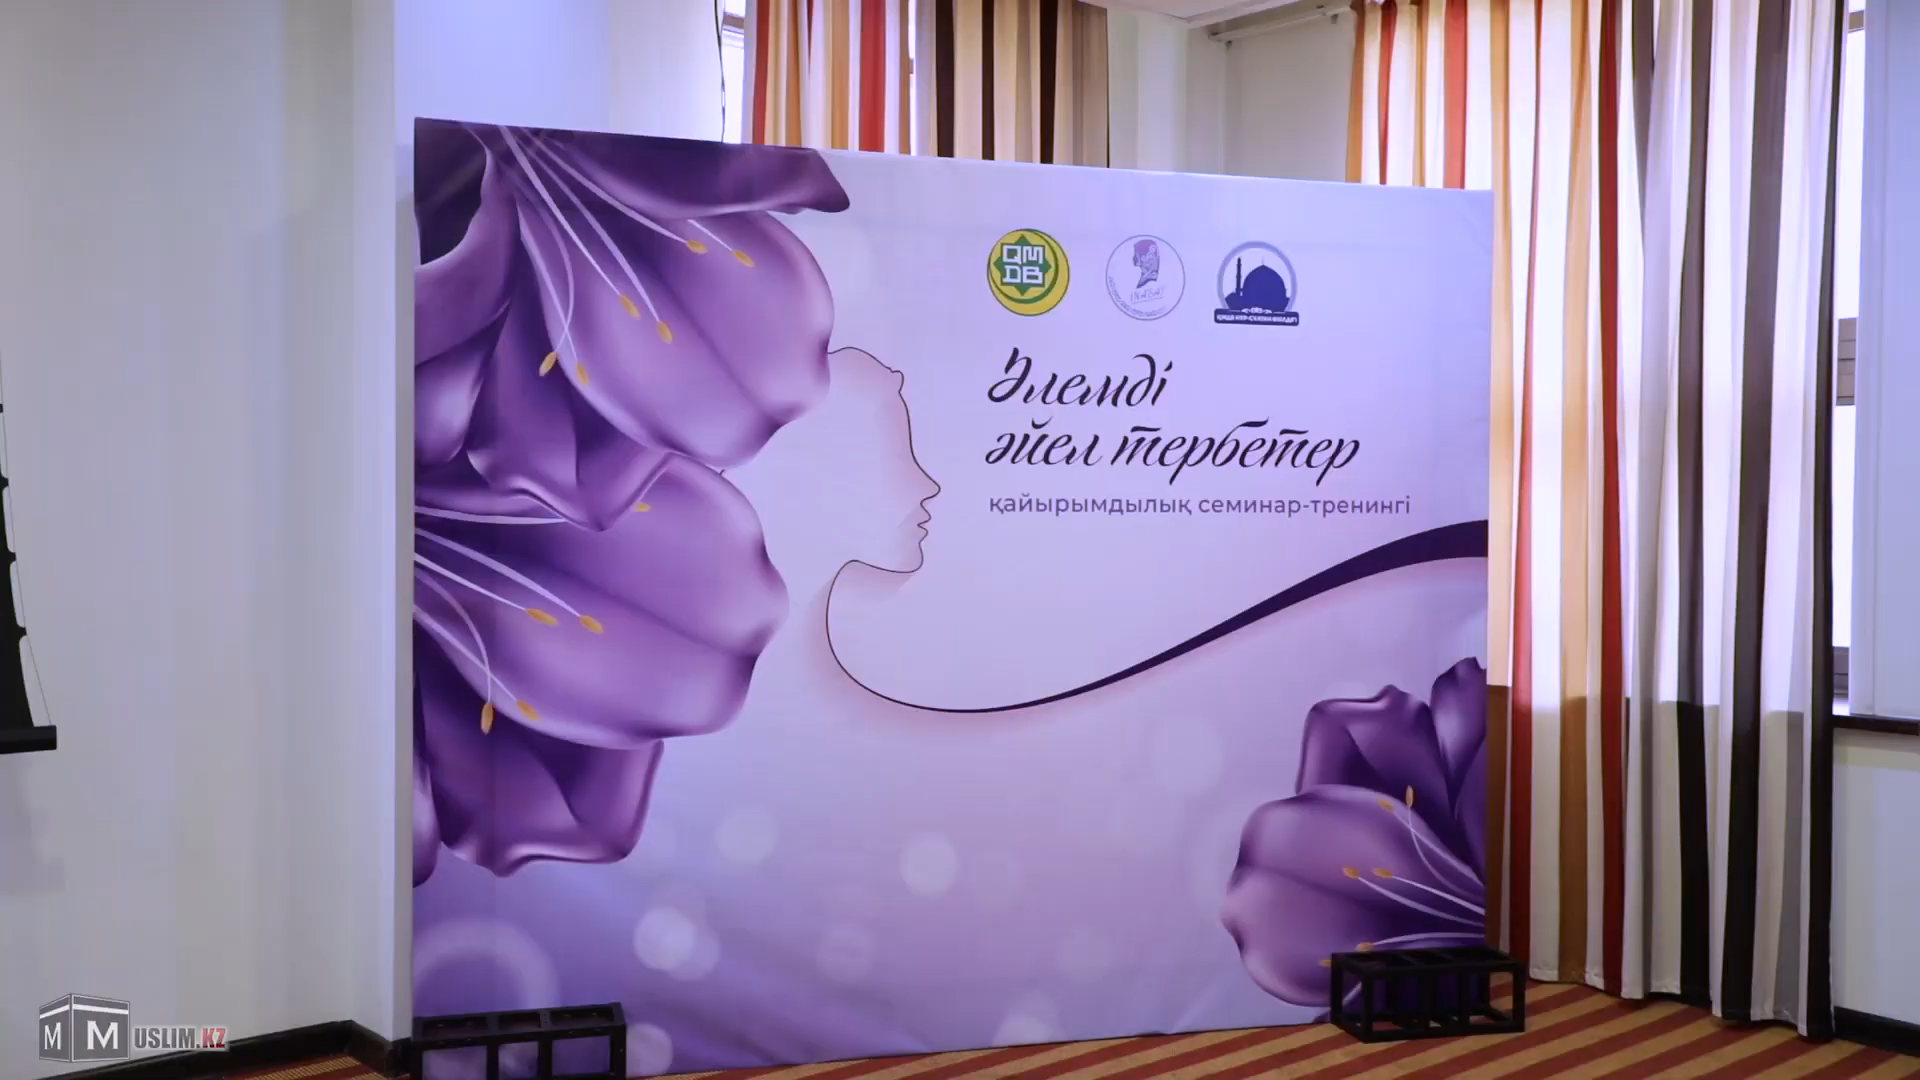 QM
DB
Әлемді
әйел тербетер
қайырымдылық семинар-тренингі
M MUSLIM.KZ